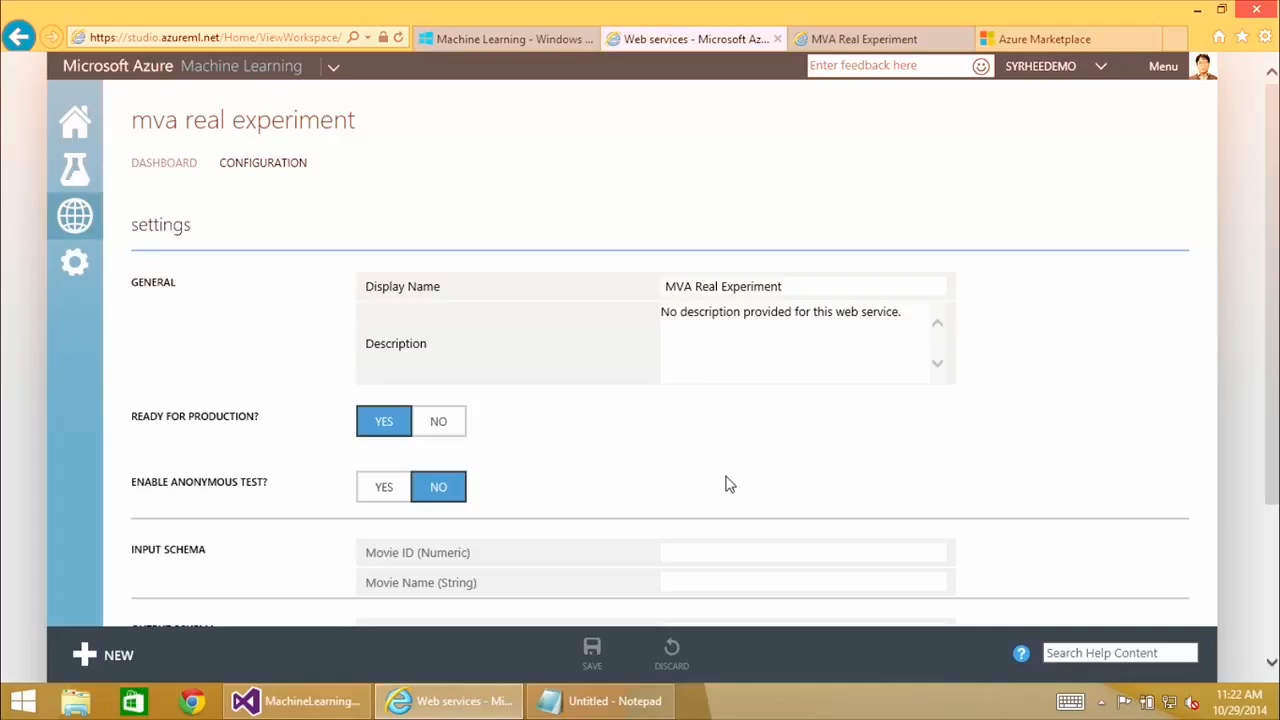 https://studio.azureml.net/Home/ViewWorkspace/
Machine Learning - Windows ...
Web services - Microsoft Az...
MVA Real Experiment
Azure Marketplace
Microsoft Azure Machine Learning
Enter feedback here
SYRHEEDEMO
Menu
mva real experiment
DASHBOARD
CONFIGURATION
settings
GENERAL
Display Name
MVA Real Experiment
Description
No description provided for this web service.
READY FOR PRODUCTION?
YES
NO
ENABLE ANONYMOUS TEST?
YES
NO
INPUT SCHEMA
Movie ID (Numeric)
Movie Name (String)
OUTPUT SCHEMA
NEW
SAVE
DISCARD
?
Search Help Content
MachineLearning...
Web services - Mi...
Untitled - Notepad
11:22 AM
10/29/2014